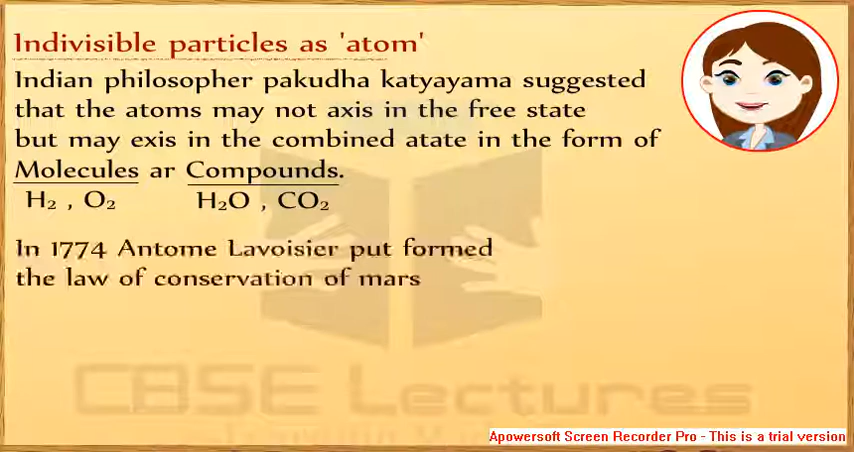 Indivisible particles as 'atom'
Indian philosopher pakudha katyayama suggested
that the atoms may not axis in the free state
but may exis in the combined atate in the form of
Molecules ar Compounds.
H₂ , O₂ H₂O , CO₂
In 1774 Antome Lavoisier put formed
the law of conservation of mars
CBSE Lectures
Apowersoft Screen Recorder Pro - This is a trial version